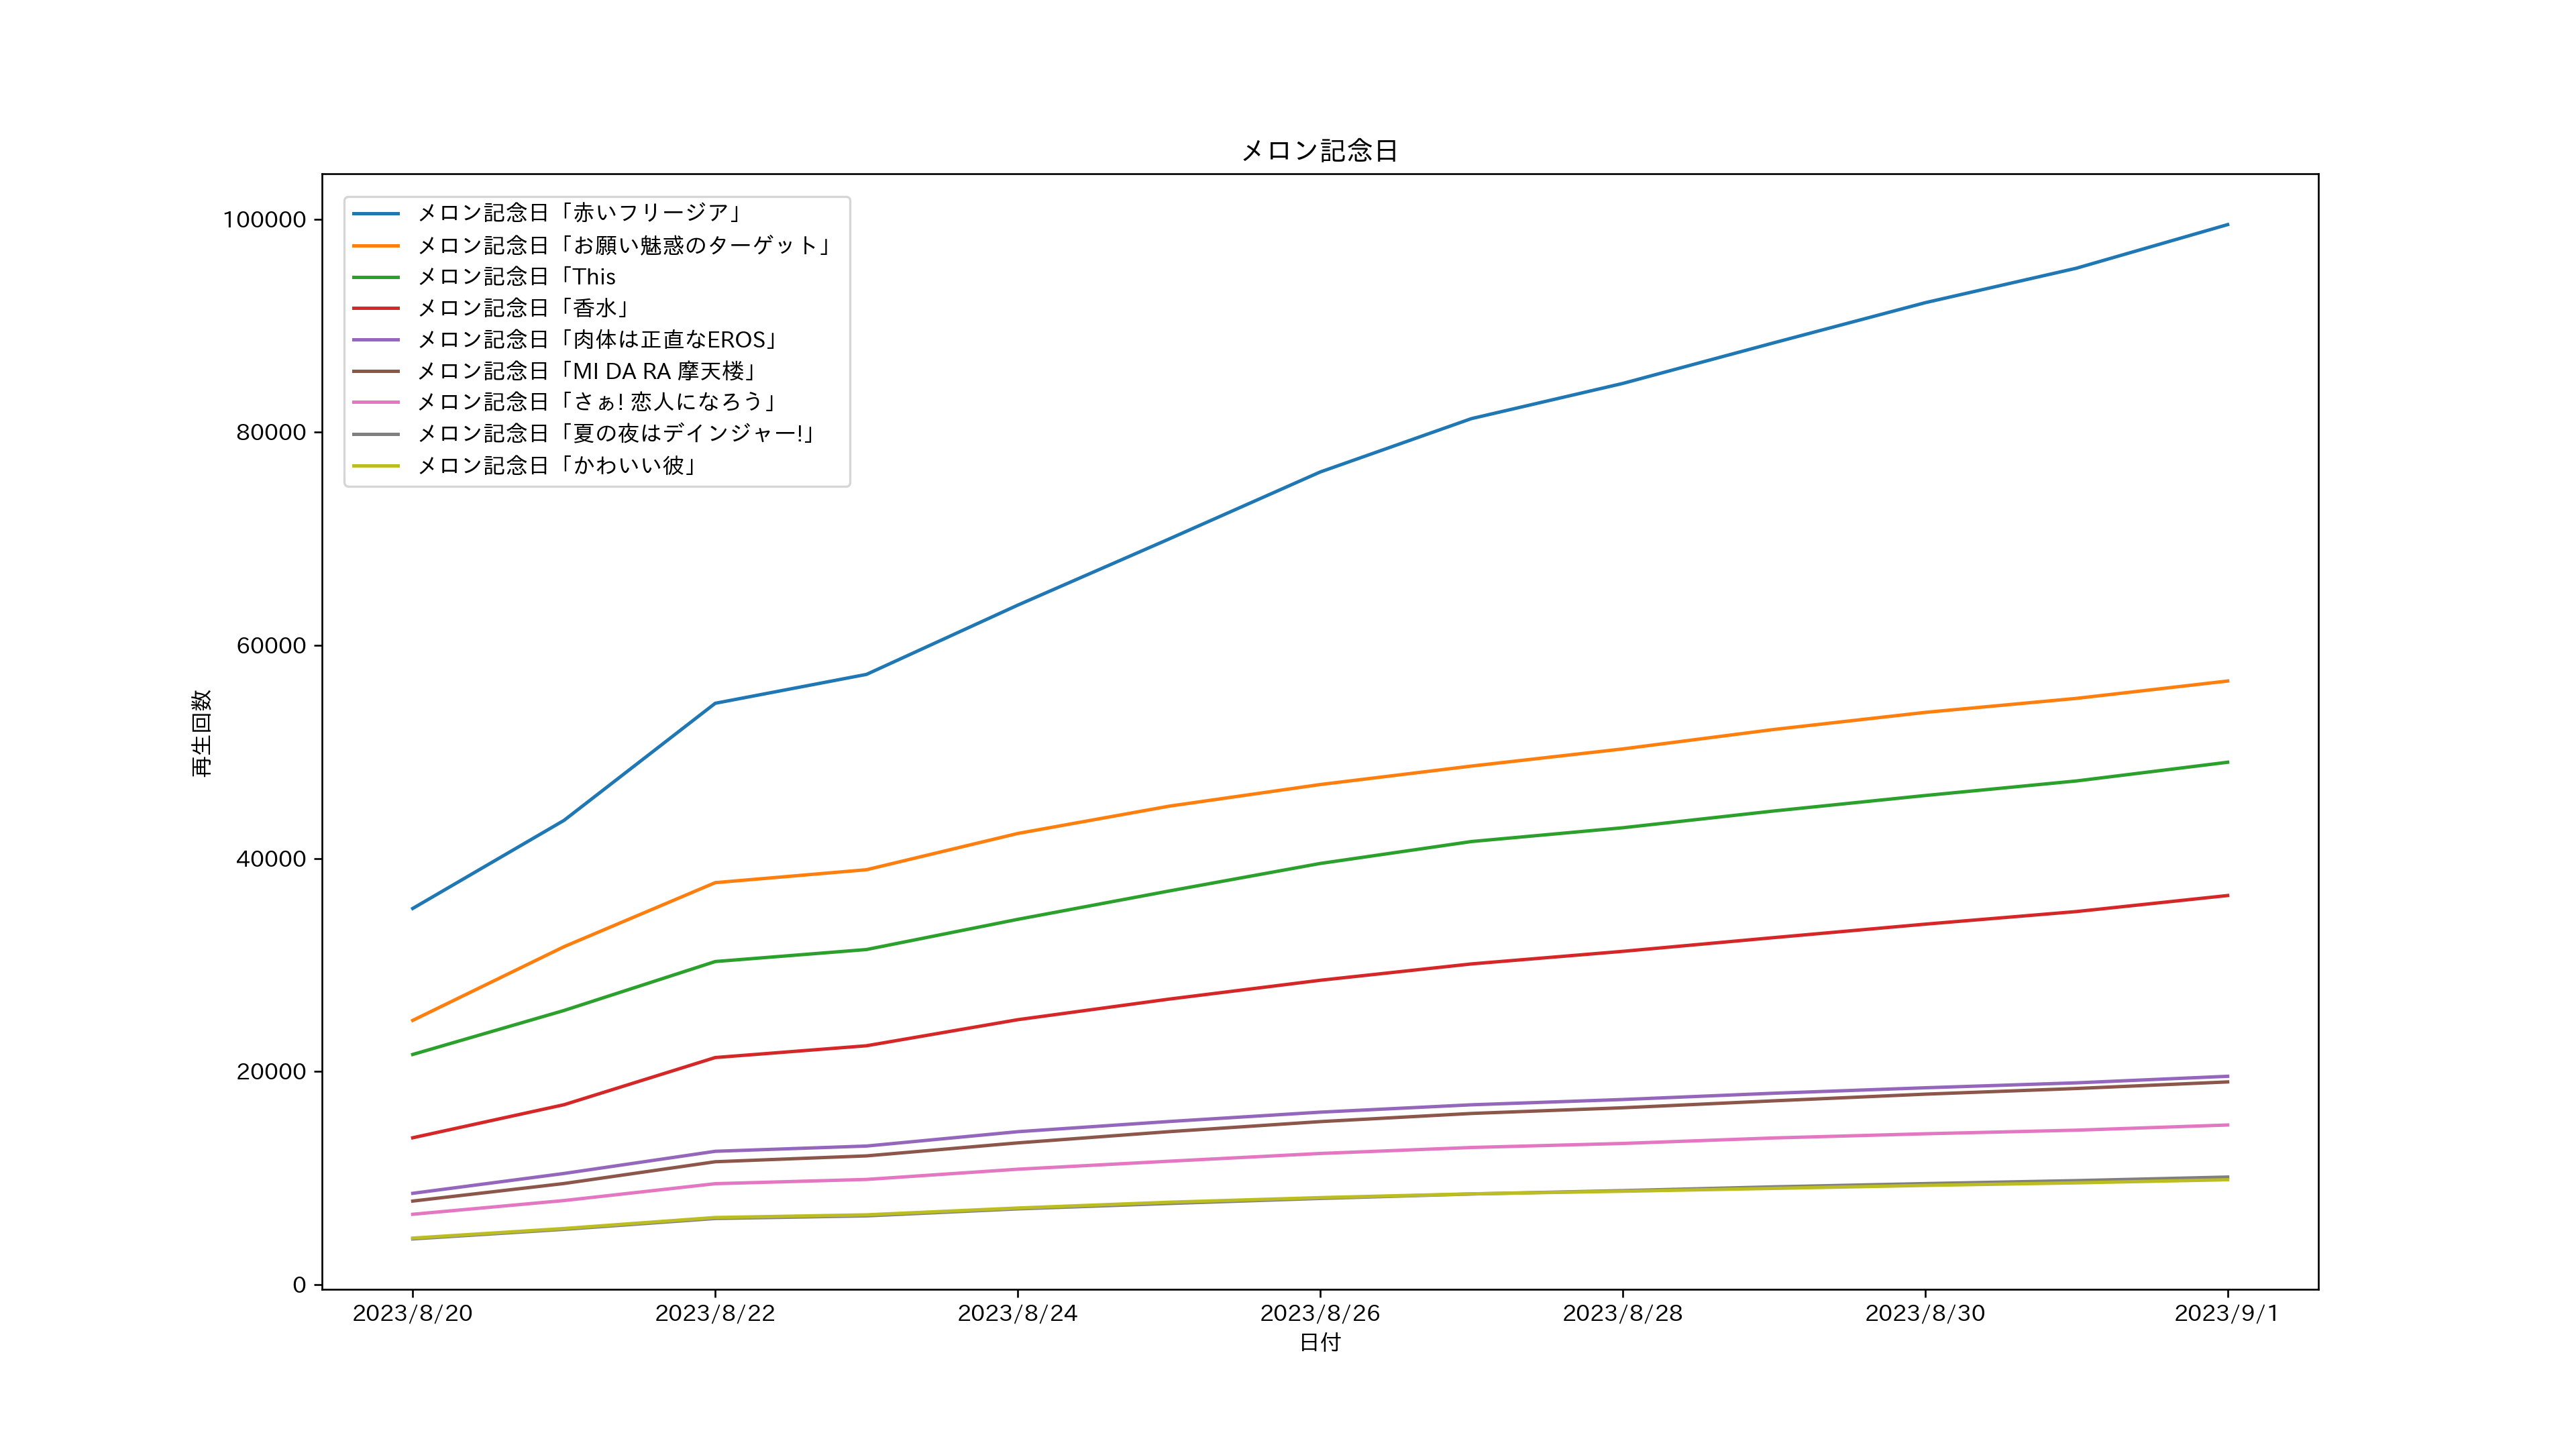 メロン記念日
メロン記念日「赤いフリージア」
メロン記念日「お願い魅惑のターゲット」
メロン記念日「This
メロン記念日「香水」
メロン記念日「肉体は正直なEROS」
メロン記念日「MI DA RA 摩天楼」
メロン記念日「さぁ! 恋人になろう」
メロン記念日「夏の夜はデインジャー!」
メロン記念日「かわいい彼」
再生回数
100000
80000
60000
40000
20000
0
2023/8/20 2023/8/22 2023/8/24 2023/8/26 2023/8/28 2023/8/30 2023/9/1
日付